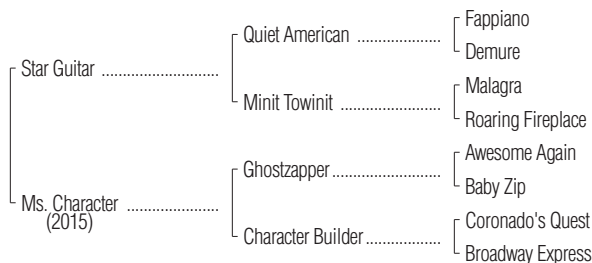 Star Guitar ..............................
Ms. Character ........................
(2015)
Quiet American .....................
Minit Towinit .........................
Ghostzapper ...........................
Character Builder ...................
Fappiano
Demure
Malagra
Roaring Fireplace
Awesome Again
Baby Zip
Coronado's Quest
Broadway Express